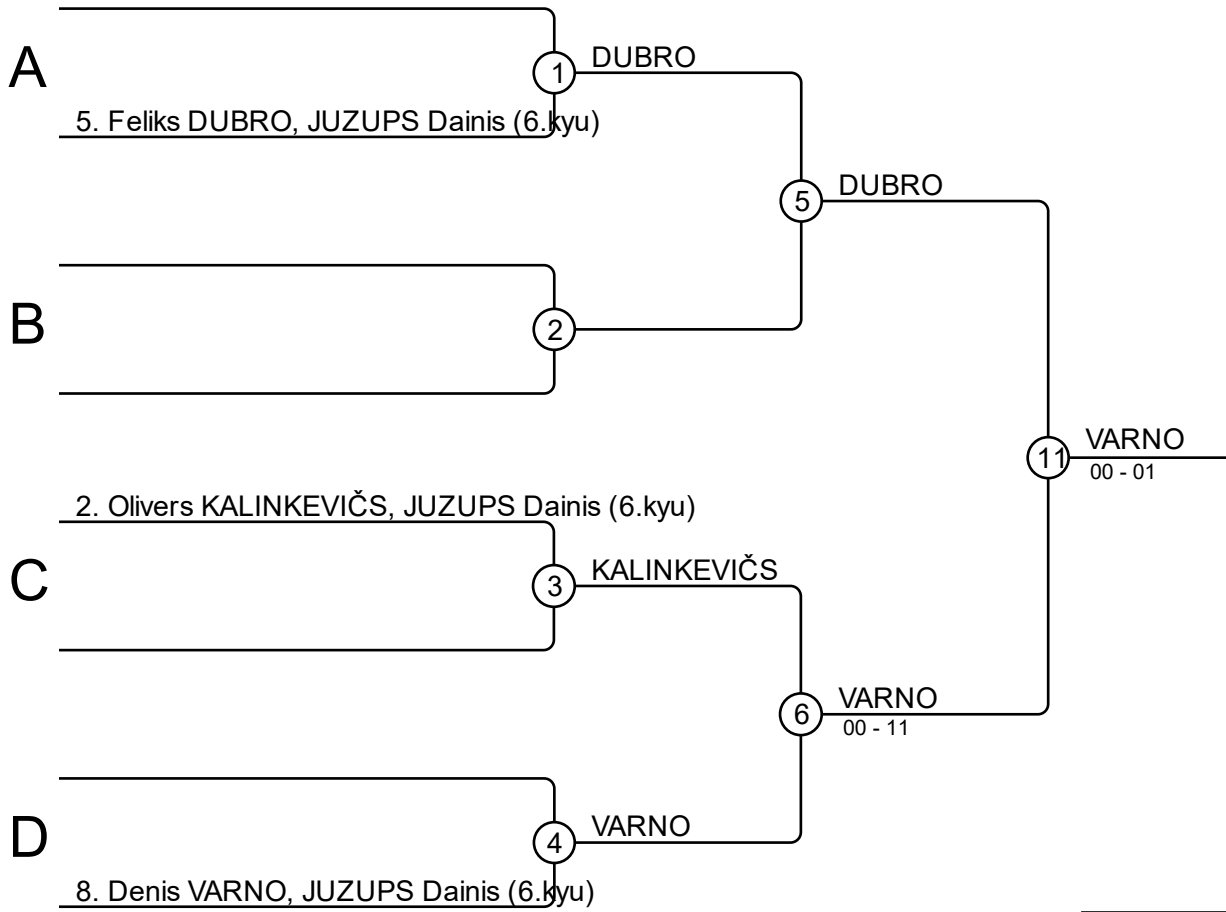 A
1
DUBRO
5. Feliks DUBRO, JUZUPS Dainis (6.kyu)
5
DUBRO
B
2
11
VARNO
00 - 01
2. Olivers KALINKEVIČS, JUZUPS Dainis (6.kyu)
C
3
KALINKEVIČS
6
VARNO
00 - 11
D
4
VARNO
8. Denis VARNO, JUZUPS Dainis (6.kyu)